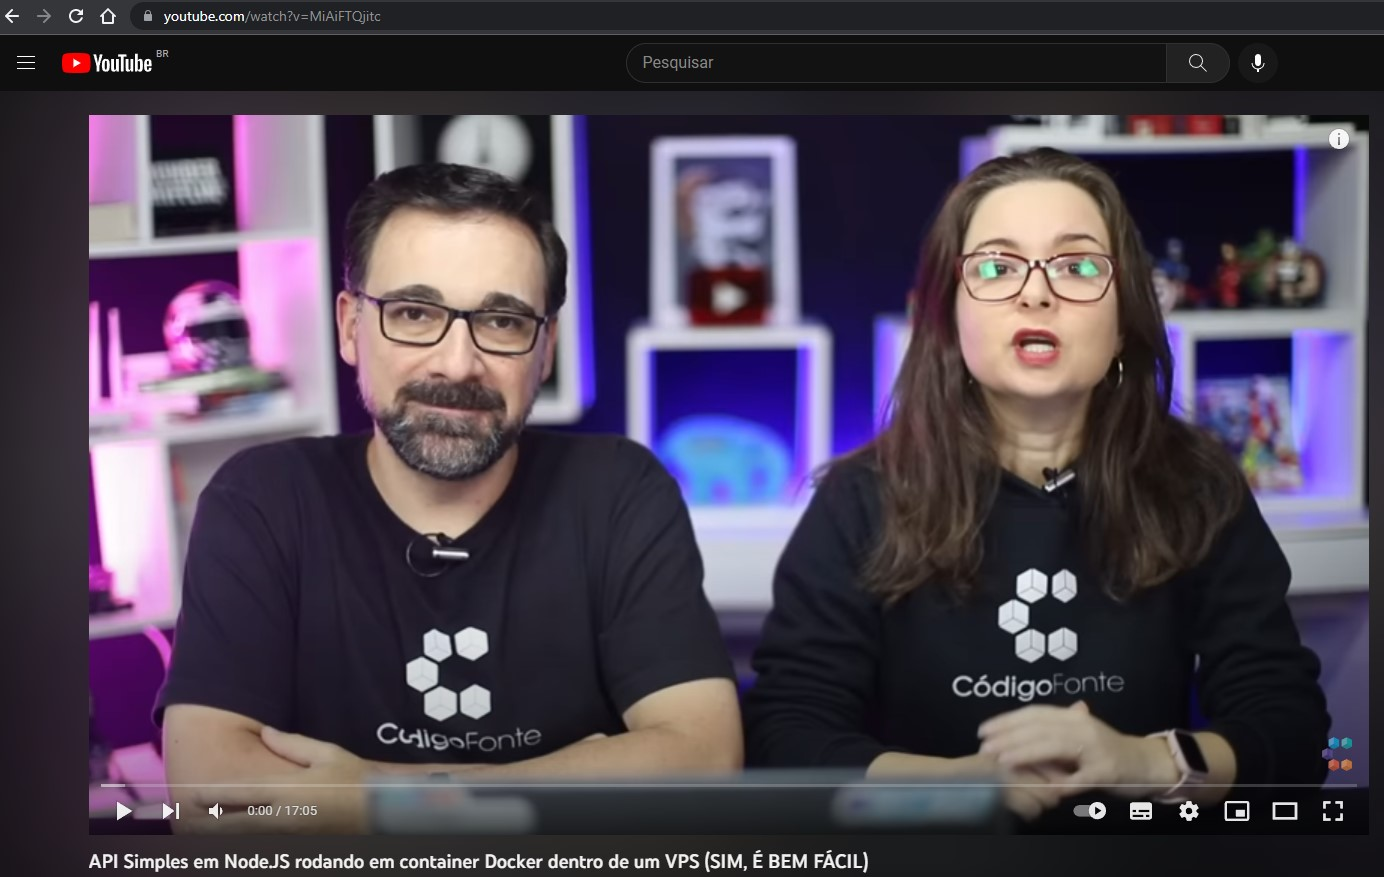 youtube.com/watch?v=MiAiFTQjitc
YouTube BR
Pesquisar
CódigoFonte
CódigoFonte
0:00 / 17:05
API Simples em Node.JS rodando em container Docker dentro de um VPS (SIM, É BEM FÁCIL)